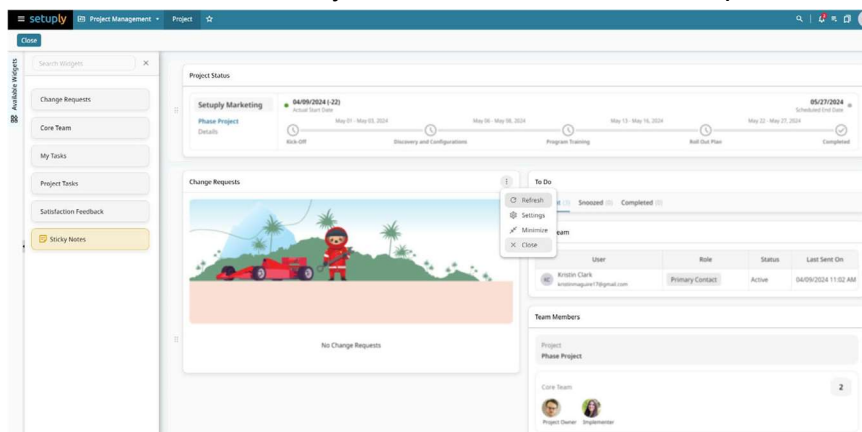 setuply Project Management Project
Close
Available Widgets
Search Widgets
Change Requests
Core Team
My Tasks
Project Tasks
Satisfaction Feedback
Sticky Notes
Project Status
Setuply Marketing
Phase Project
Details
04/09/2024 (-22)
Actual Start Date
05/27/2024
Scheduled End Date
May 01 - May 03, 2024 May 06 - May 08, 2024 May 13 - May 16, 2024 May 22 - May 27, 2024
Kick-Off Discovery and Configurations Program Training Roll Out Plan Completed
Change Requests
Refresh
Settings
Minimize
Close
No Change Requests
To Do
Snoozed Completed
User Role Status Last Sent On
Kristin Clark Primary Contact Active 04/09/2024 11:02 AM
kristinmaguire17@gmail.com
Team Members
Project
Phase Project
Core Team 2
Project Owner Implementer